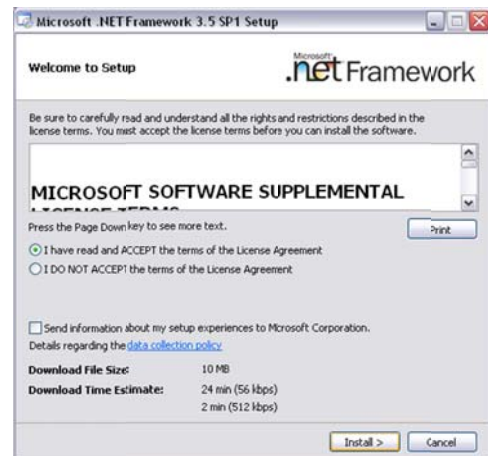 Microsoft .NET Framework 3.5 SP1 Setup
Welcome to Setup
Microsoft
.net Framework
Be sure to carefully read and understand all the rights and restrictions described in the
license terms. You must accept the license terms before you can install the software.
MICROSOFT SOFTWARE SUPPLEMENTAL
LICENSE TERMS
Press the Page Down key to see more text.
Print
I have read and ACCEPT the terms of the License Agreement
I DO NOT ACCEPT the terms of the License Agreement
Send information about my setup experiences to Microsoft Corporation.
Details regarding the data collection policy
Download File Size: 10 MB
Download Time Estimate: 24 min (56 kbps)
2 min (512 kbps)
Install > Cancel